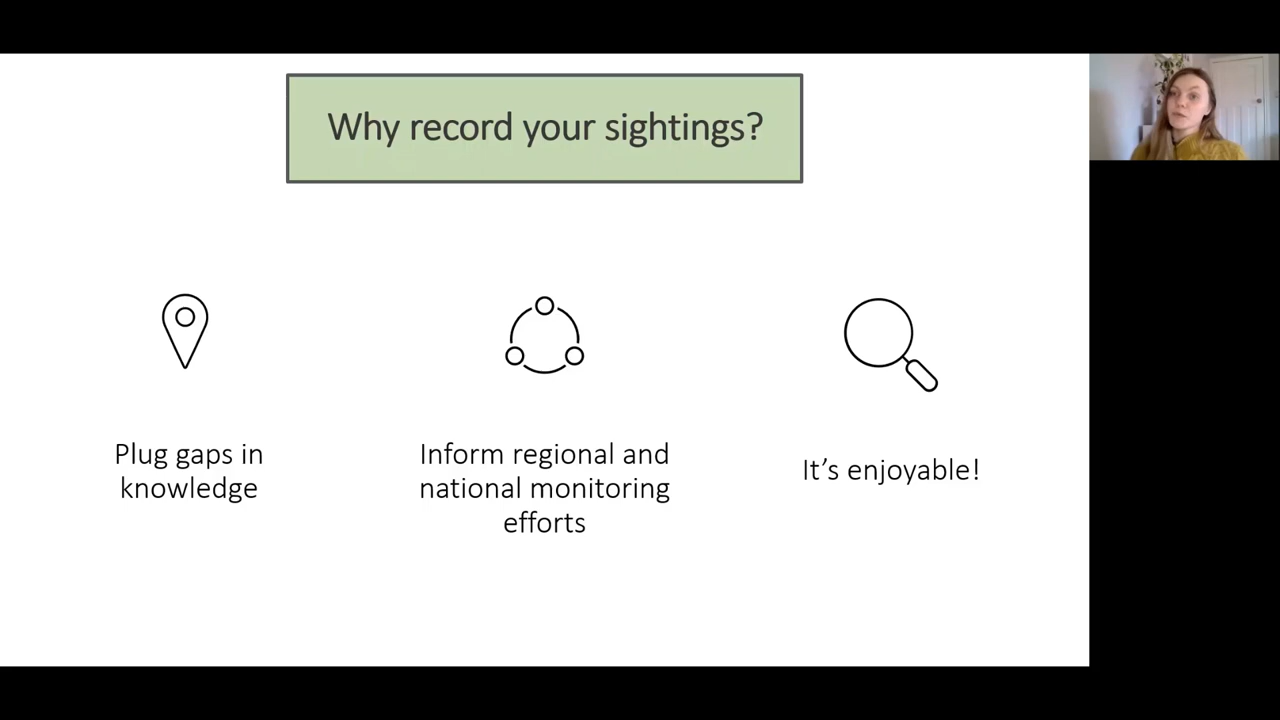 Why record your sightings?
Plug gaps in
knowledge
Inform regional and
national monitoring
efforts
It’s enjoyable!